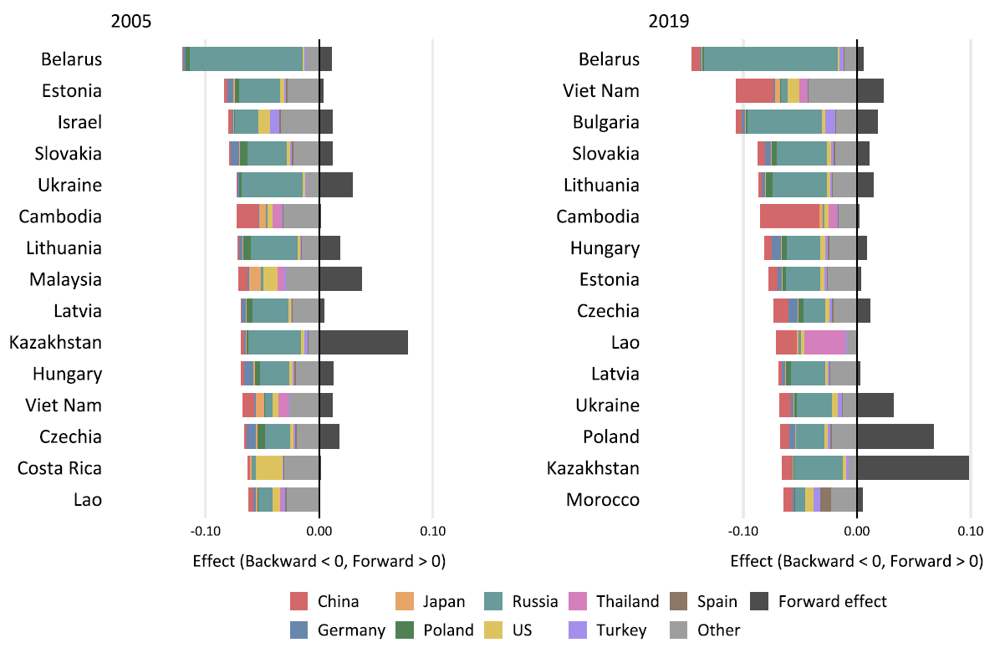 2005
Belarus
Estonia
Israel
Slovakia
Ukraine
Cambodia
Lithuania
Malaysia
Latvia
Kazakhstan
Hungary
Viet Nam
Czechia
Costa Rica
Lao
-0.10 0.00 0.10
Effect (Backward < 0, Forward > 0)
2019
Belarus
Viet Nam
Bulgaria
Slovakia
Lithuania
Cambodia
Hungary
Estonia
Czechia
Lao
Latvia
Ukraine
Poland
Kazakhstan
Morocco
-0.10 0.00 0.10
Effect (Backward < 0, Forward > 0)
China Japan Russia Thailand Spain Forward effect
Germany Poland US Turkey Other